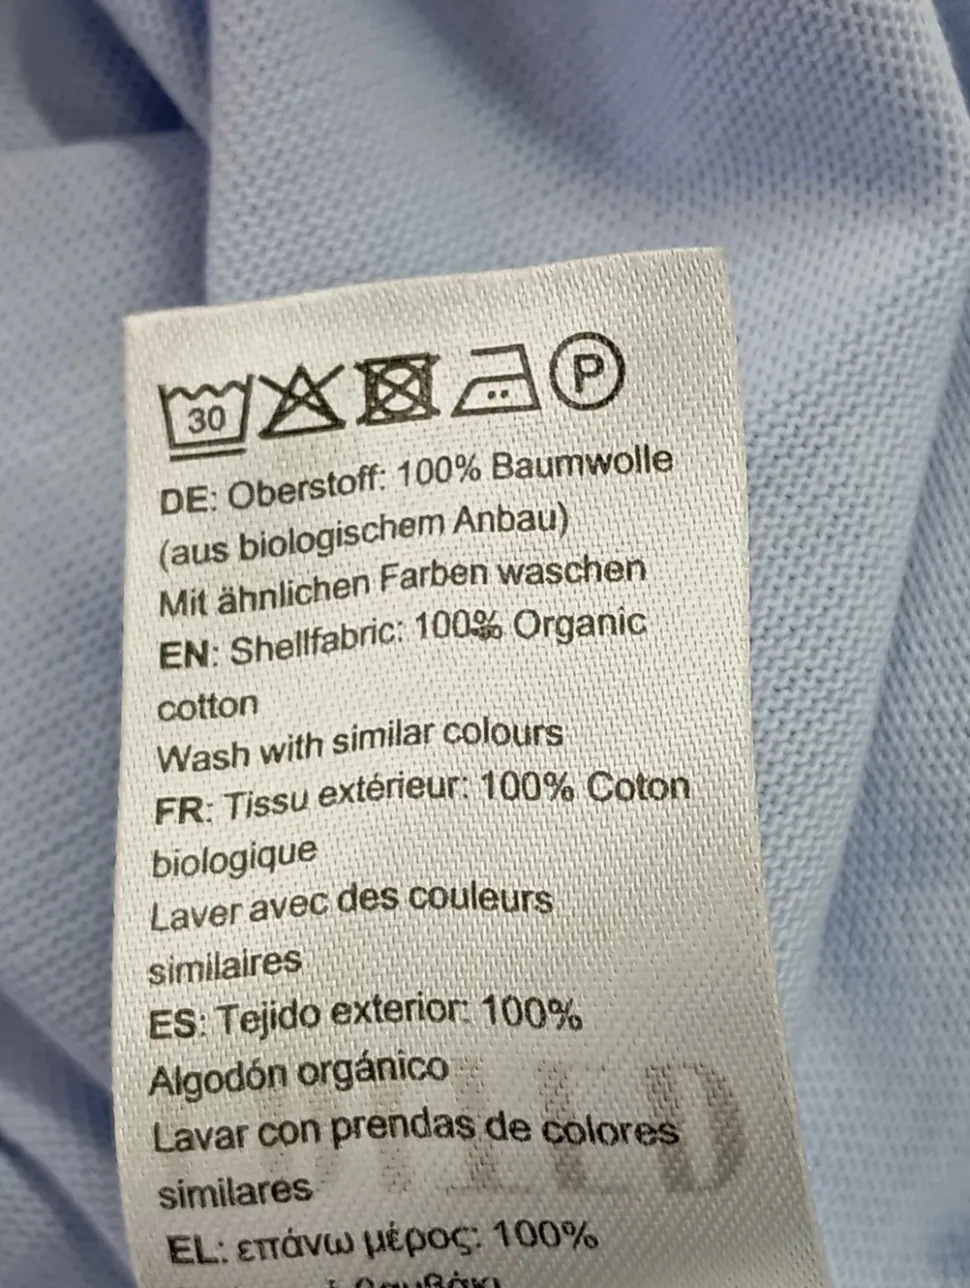 30
P
DE: Oberstoff: 100% Baumwolle
(aus biologischem Anbau)
Mit ähnlichen Farben waschen
EN: Shellfabric: 100% Organic
cotton
Wash with similar colours
FR: Tissu extérieur: 100% Coton
biologique
Laver avec des couleurs
similaires
ES: Tejido exterior: 100%
Algodón orgánico
Lavar con prendas de colores
similares
EL: επάνω μέρος: 100%